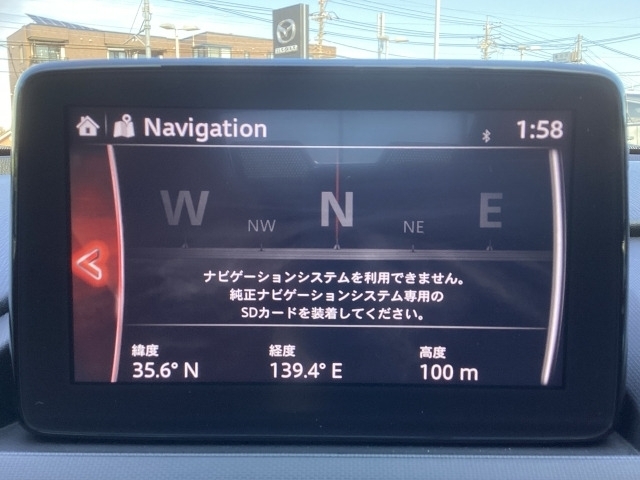 Navigation
1:58
W NW N NE E
ナビゲーションシステムを利用できません。
純正ナビゲーションシステム専用の
SDカードを装着してください。
緯度 経度 高度
35.6° N 139.4° E 100 m